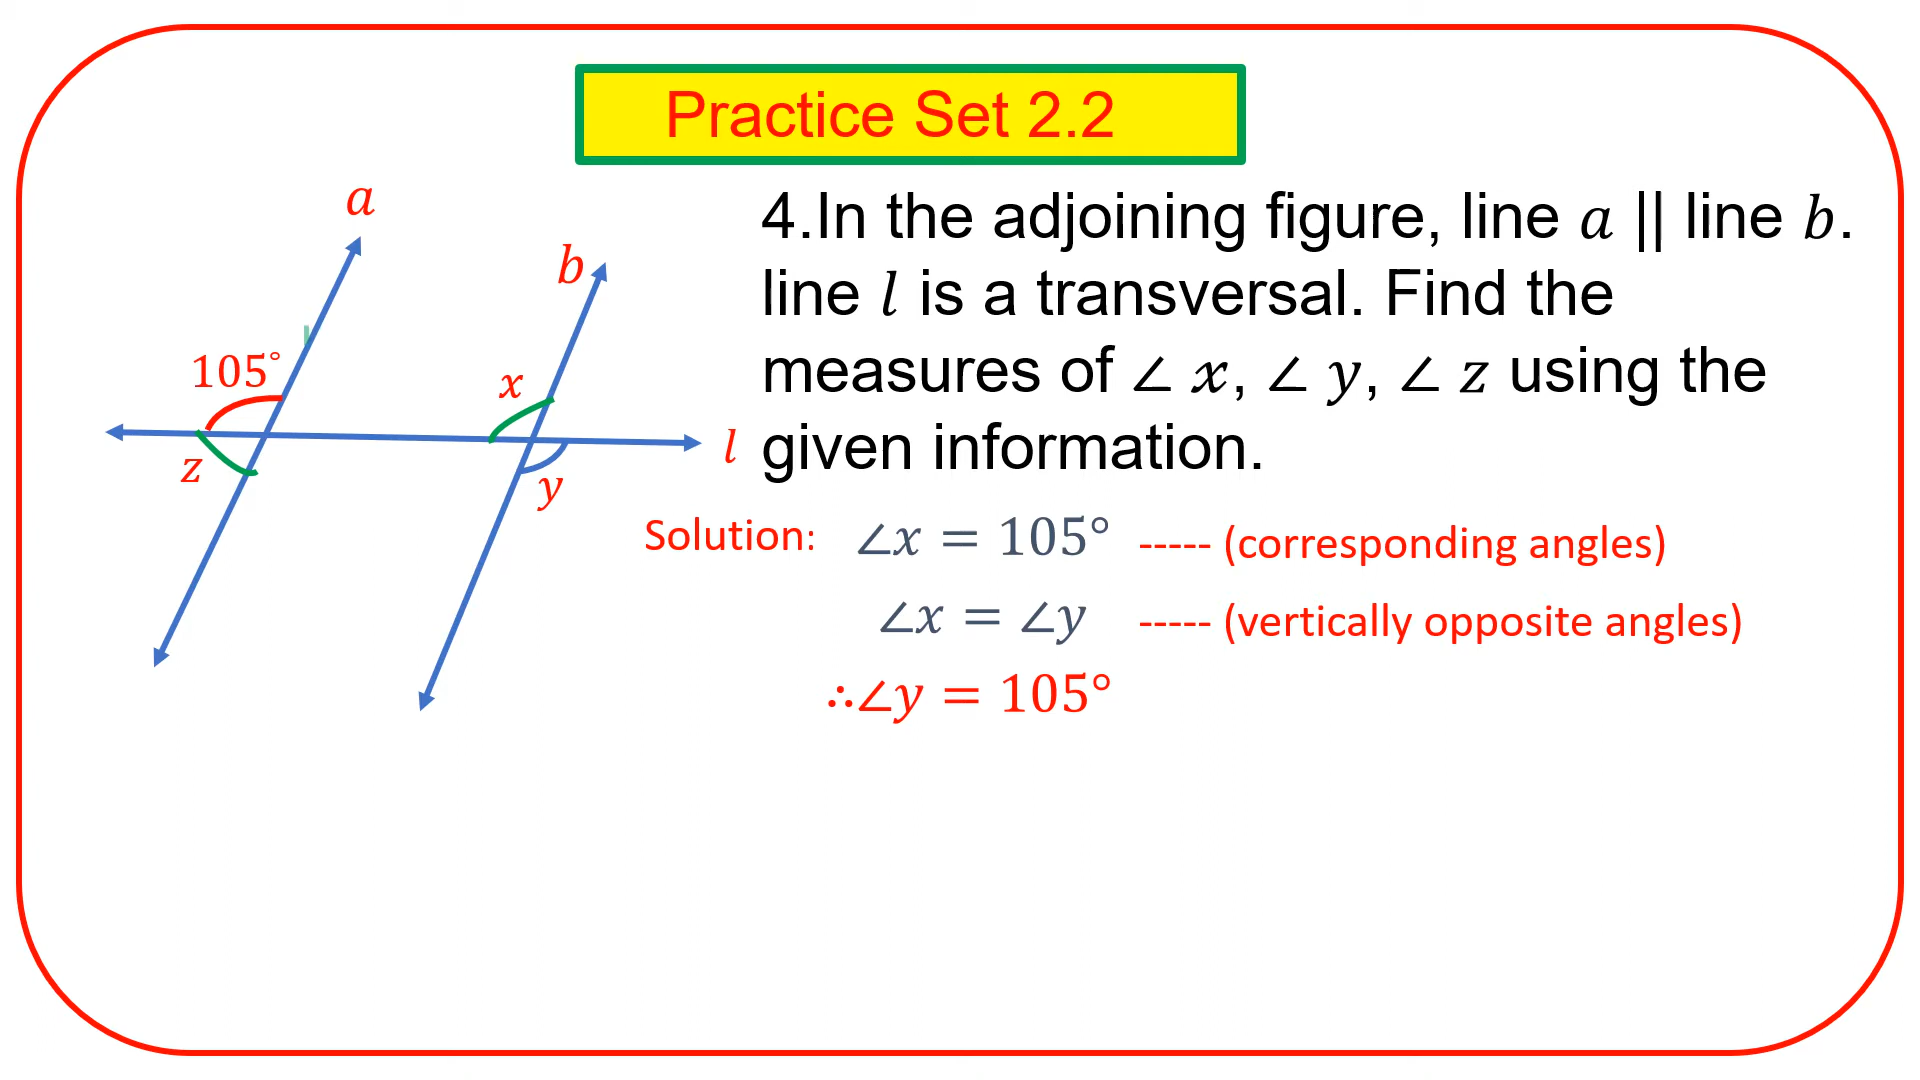 Practice Set 2.2
a
b
105°
x
z
y
l
4.In the adjoining figure, line a || line b.
line l is a transversal. Find the
measures of ∠ x, ∠ y, ∠ z using the
given information.
Solution: ∠x = 105° ----- (corresponding angles)
∠x = ∠y ----- (vertically opposite angles)
∴∠y = 105°